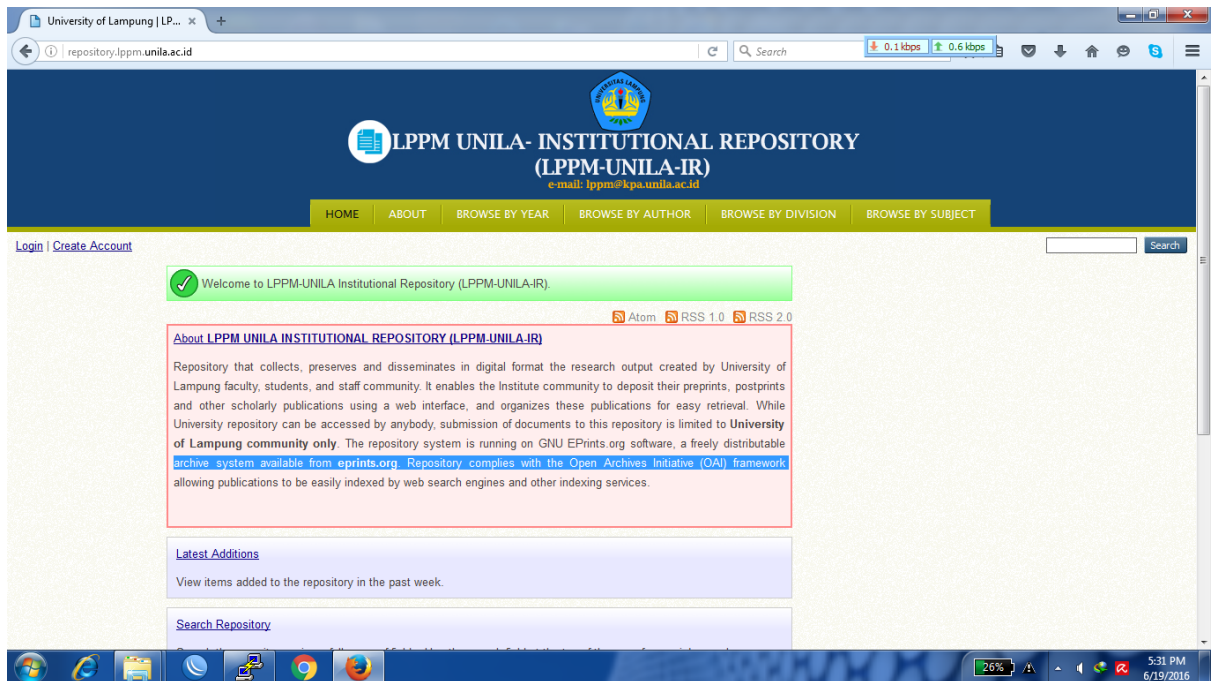 University of Lampung | LP...
repository.lppm.unila.ac.id
Search
0.1 kbps 0.6 kbps
UNIVERSITAS LAMPUNG
LPPM UNILA- INSTITUTIONAL REPOSITORY
(LPPM-UNILA-IR)
e-mail: lppm@kpa.unila.ac.id
HOME ABOUT BROWSE BY YEAR BROWSE BY AUTHOR BROWSE BY DIVISION BROWSE BY SUBJECT
Login | Create Account
Search
Welcome to LPPM-UNILA Institutional Repository (LPPM-UNILA-IR).
Atom RSS 1.0 RSS 2.0
About LPPM UNILA INSTITUTIONAL REPOSITORY (LPPM-UNILA-IR)
Repository that collects, preserves and disseminates in digital format the research output created by University of
Lampung faculty, students, and staff community. It enables the Institute community to deposit their preprints, postprints
and other scholarly publications using a web interface, and organizes these publications for easy retrieval. While
University repository can be accessed by anybody, submission of documents to this repository is limited to University
of Lampung community only. The repository system is running on GNU EPrints.org software, a freely distributable
archive system available from eprints.org. Repository complies with the Open Archives Initiative (OAI) framework
allowing publications to be easily indexed by web search engines and other indexing services.
Latest Additions
View items added to the repository in the past week.
Search Repository
26%
5:31 PM
6/19/2016